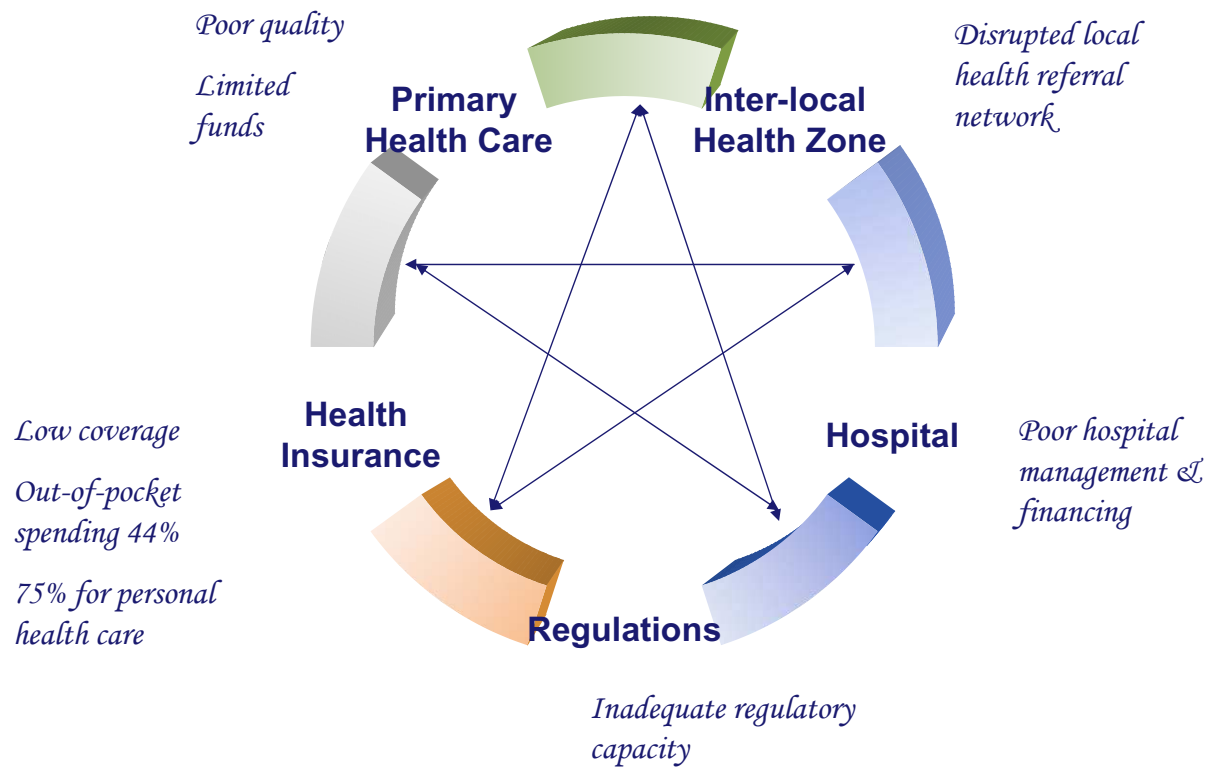 Poor quality
Limited
funds
Primary
Health Care
Inter-local
Health Zone
Disrupted local
health referral
network
Health
Insurance
Low coverage
Out-of-pocket
spending 44%
75% for personal
health care
Hospital
Poor hospital
management &
financing
Regulations
Inadequate regulatory
capacity